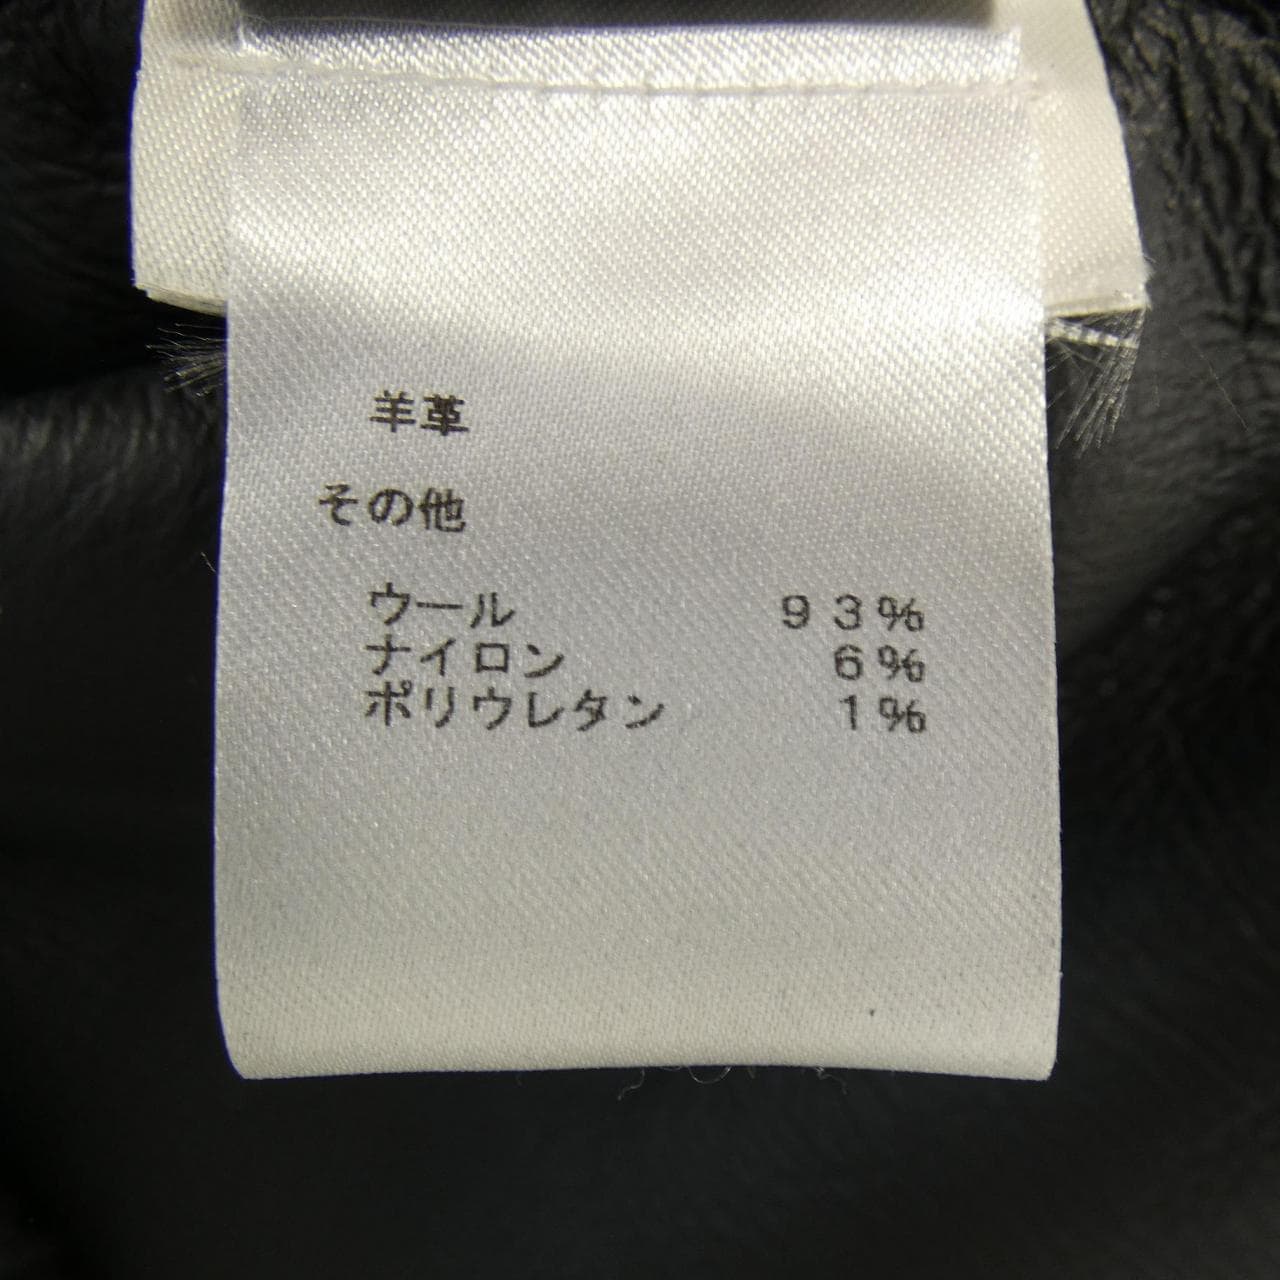 羊革
その他
ウール 93%
ナイロン 6%
ポリウレタン 1%